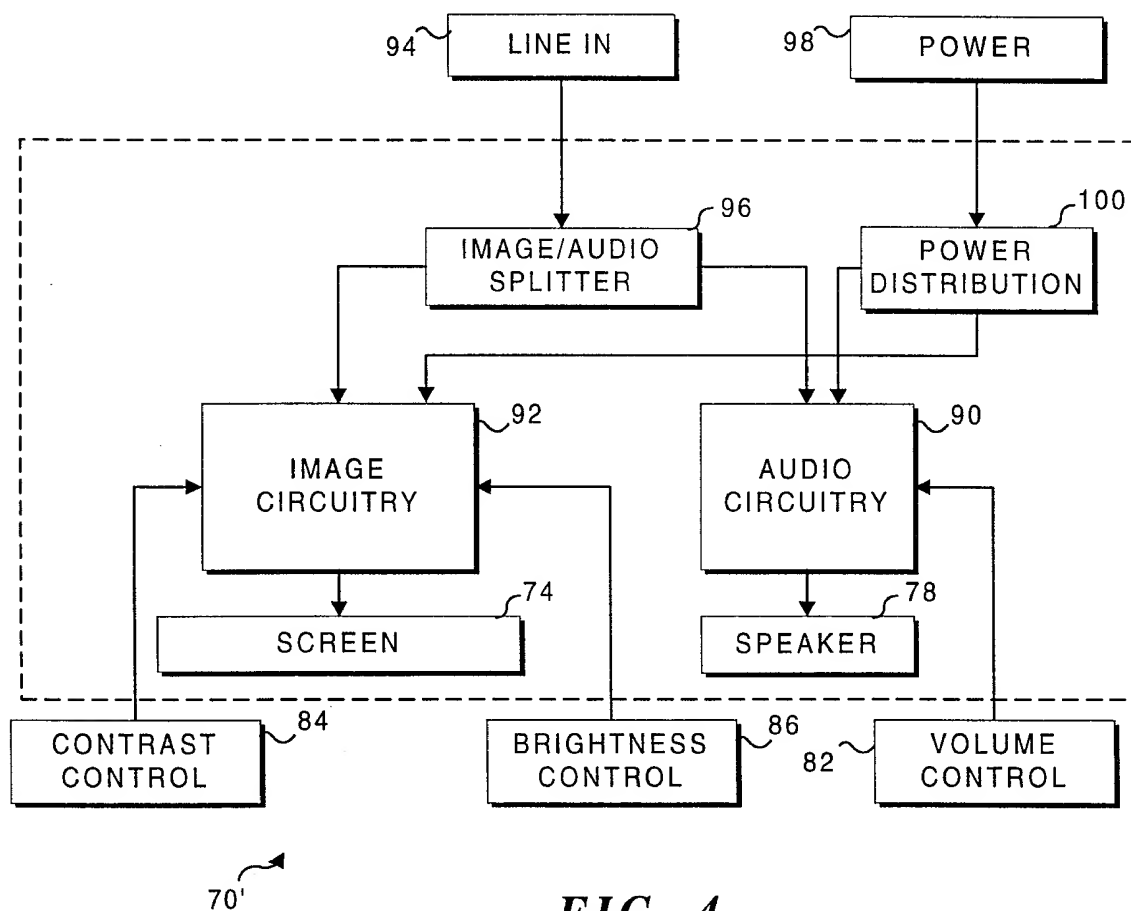 94
LINE IN
98
POWER
96
100
IMAGE/AUDIO
SPLITTER
POWER
DISTRIBUTION
92
90
IMAGE
CIRCUITRY
AUDIO
CIRCUITRY
74
78
SCREEN
SPEAKER
84
86
82
CONTRAST
CONTROL
BRIGHTNESS
CONTROL
VOLUME
CONTROL
70'
FIG. 4